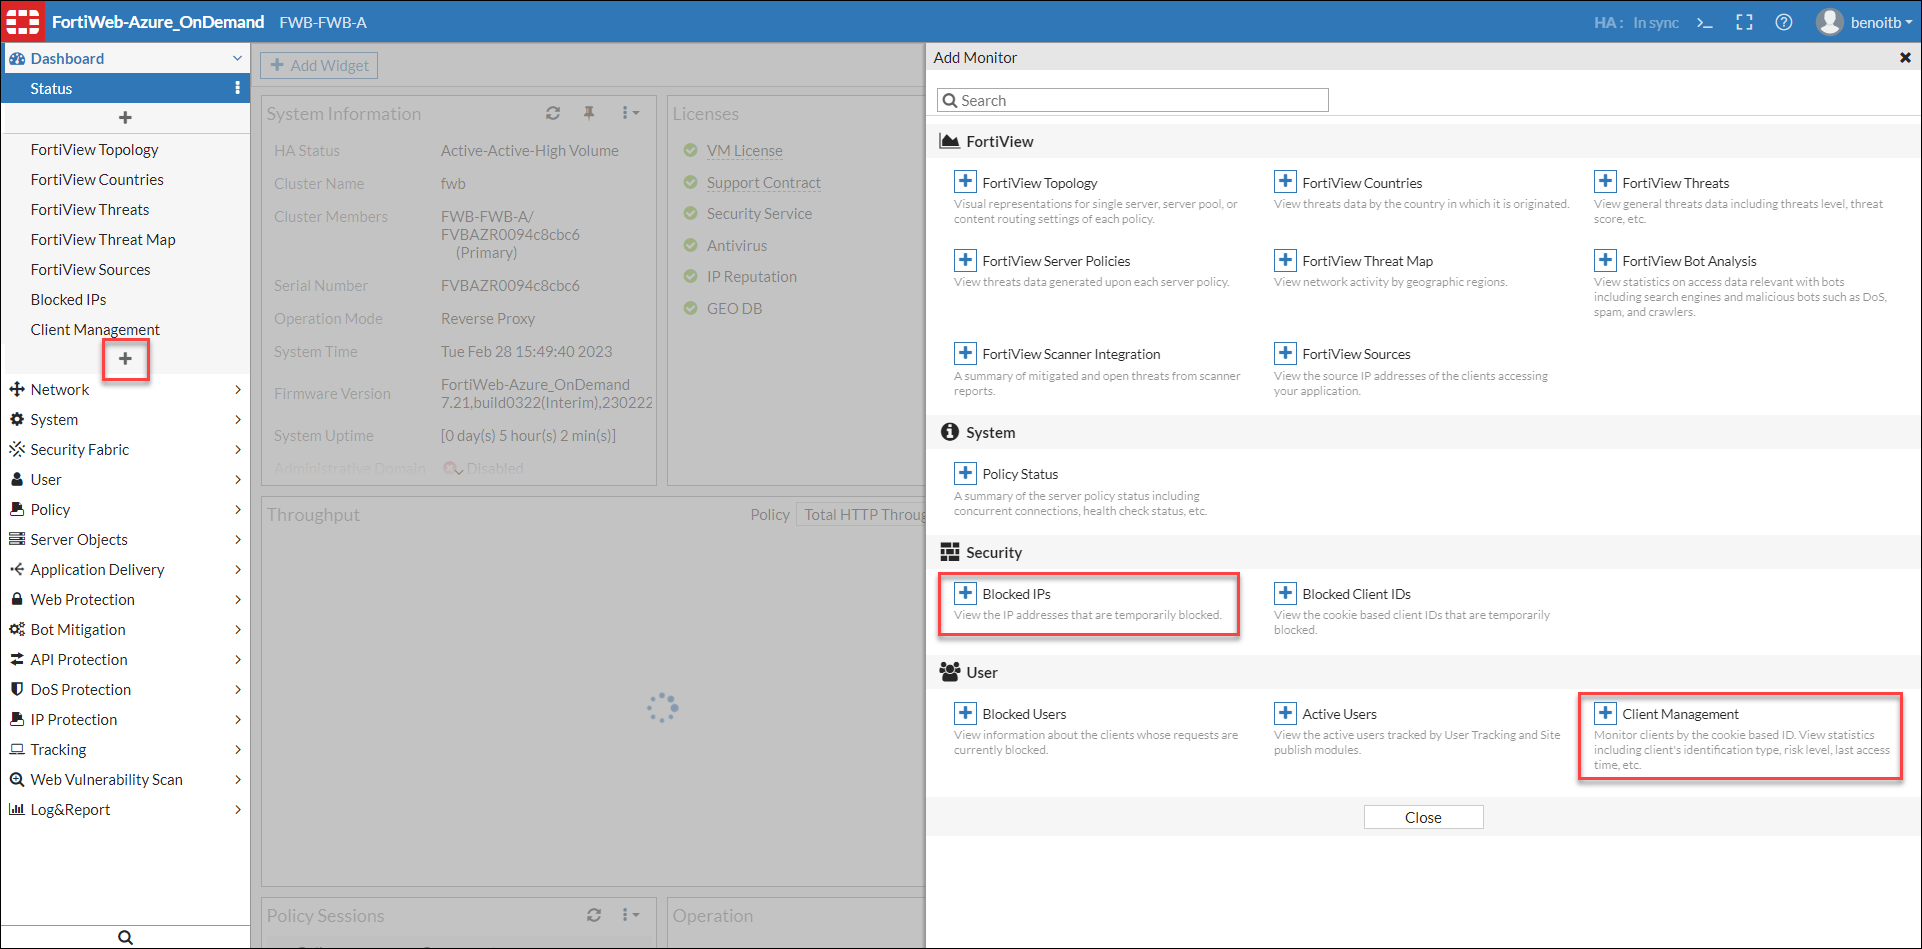 FortiWeb-Azure_OnDemand FWB-FWB-A
HA: In sync
benoitb
Dashboard
Status
FortiView Topology
FortiView Countries
FortiView Threats
FortiView Threat Map
FortiView Sources
Blocked IPs
Client Management
Network
System
Security Fabric
User
Policy
Server Objects
Application Delivery
Web Protection
Bot Mitigation
API Protection
DoS Protection
IP Protection
Tracking
Web Vulnerability Scan
Log&Report
Add Widget
System Information
HA Status Active-Active-High Volume
Cluster Name fwb
Cluster Members FWB-FWB-A/
FVBAZR0094c8cbc6
(Primary)
Serial Number FVBAZR0094c8cbc6
Operation Mode Reverse Proxy
System Time Tue Feb 28 15:49:40 2023
Firmware Version FortiWeb-Azure_OnDemand
7.21,build0322(Interim),230222
System Uptime [0 day(s) 5 hour(s) 2 min(s)]
Administrative Domain Disabled
Licenses
VM License
Support Contract
Security Service
Antivirus
IP Reputation
GEO DB
Throughput
Policy Total HTTP Throug
Policy Sessions
Operation
Add Monitor
Search
FortiView
FortiView Topology
Visual representations for single server, server pool, or
content routing settings of each policy.
FortiView Countries
View threats data by the country in which it is originated.
FortiView Threats
View general threats data including threats level, threat
score, etc.
FortiView Server Policies
View threats data generated upon each server policy.
FortiView Threat Map
View network activity by geographic regions.
FortiView Bot Analysis
View statistics on access data relevant with bots
including search engines and malicious bots such as DoS,
spam, and crawlers.
FortiView Scanner Integration
A summary of mitigated and open threats from scanner
reports.
FortiView Sources
View the source IP addresses of the clients accessing
your application.
System
Policy Status
A summary of the server policy status including
concurrent connections, health check status, etc.
Security
Blocked IPs
View the IP addresses that are temporarily blocked.
Blocked Client IDs
View the cookie based client IDs that are temporarily
blocked.
User
Blocked Users
View information about the clients whose requests are
currently blocked.
Active Users
View the active users tracked by User Tracking and Site
publish modules.
Client Management
Monitor clients by the cookie based ID. View statistics
including client's identification type, risk level, last access
time, etc.
Close